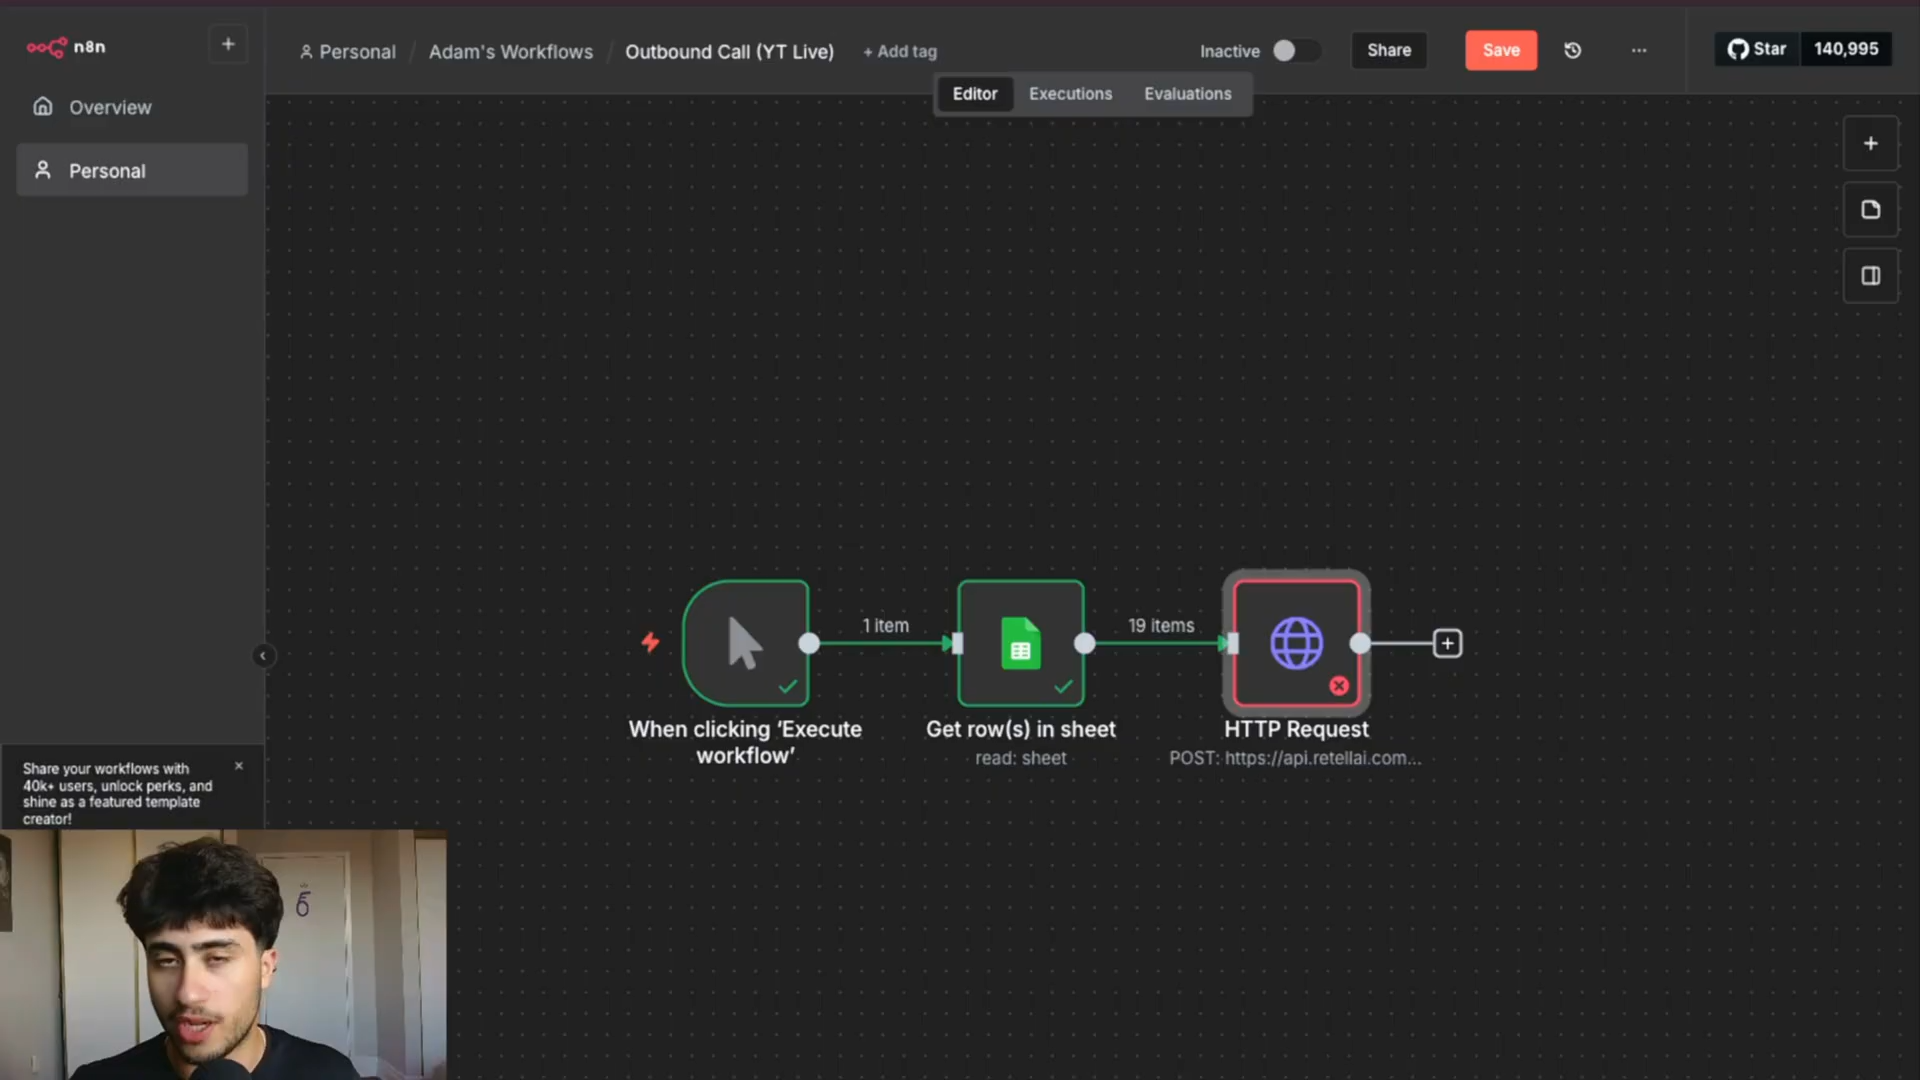 n8n
Personal / Adam's Workflows / Outbound Call (YT Live) + Add tag
Inactive
Share
Save
Star 140,995
Editor Executions Evaluations
Overview
Personal
1 item
19 items
When clicking ‘Execute
workflow’
Get row(s) in sheet
read: sheet
HTTP Request
POST: https://api.retellai.com...
Share your workflows with
40k+ users, unlock perks, and
shine as a featured template
creator!